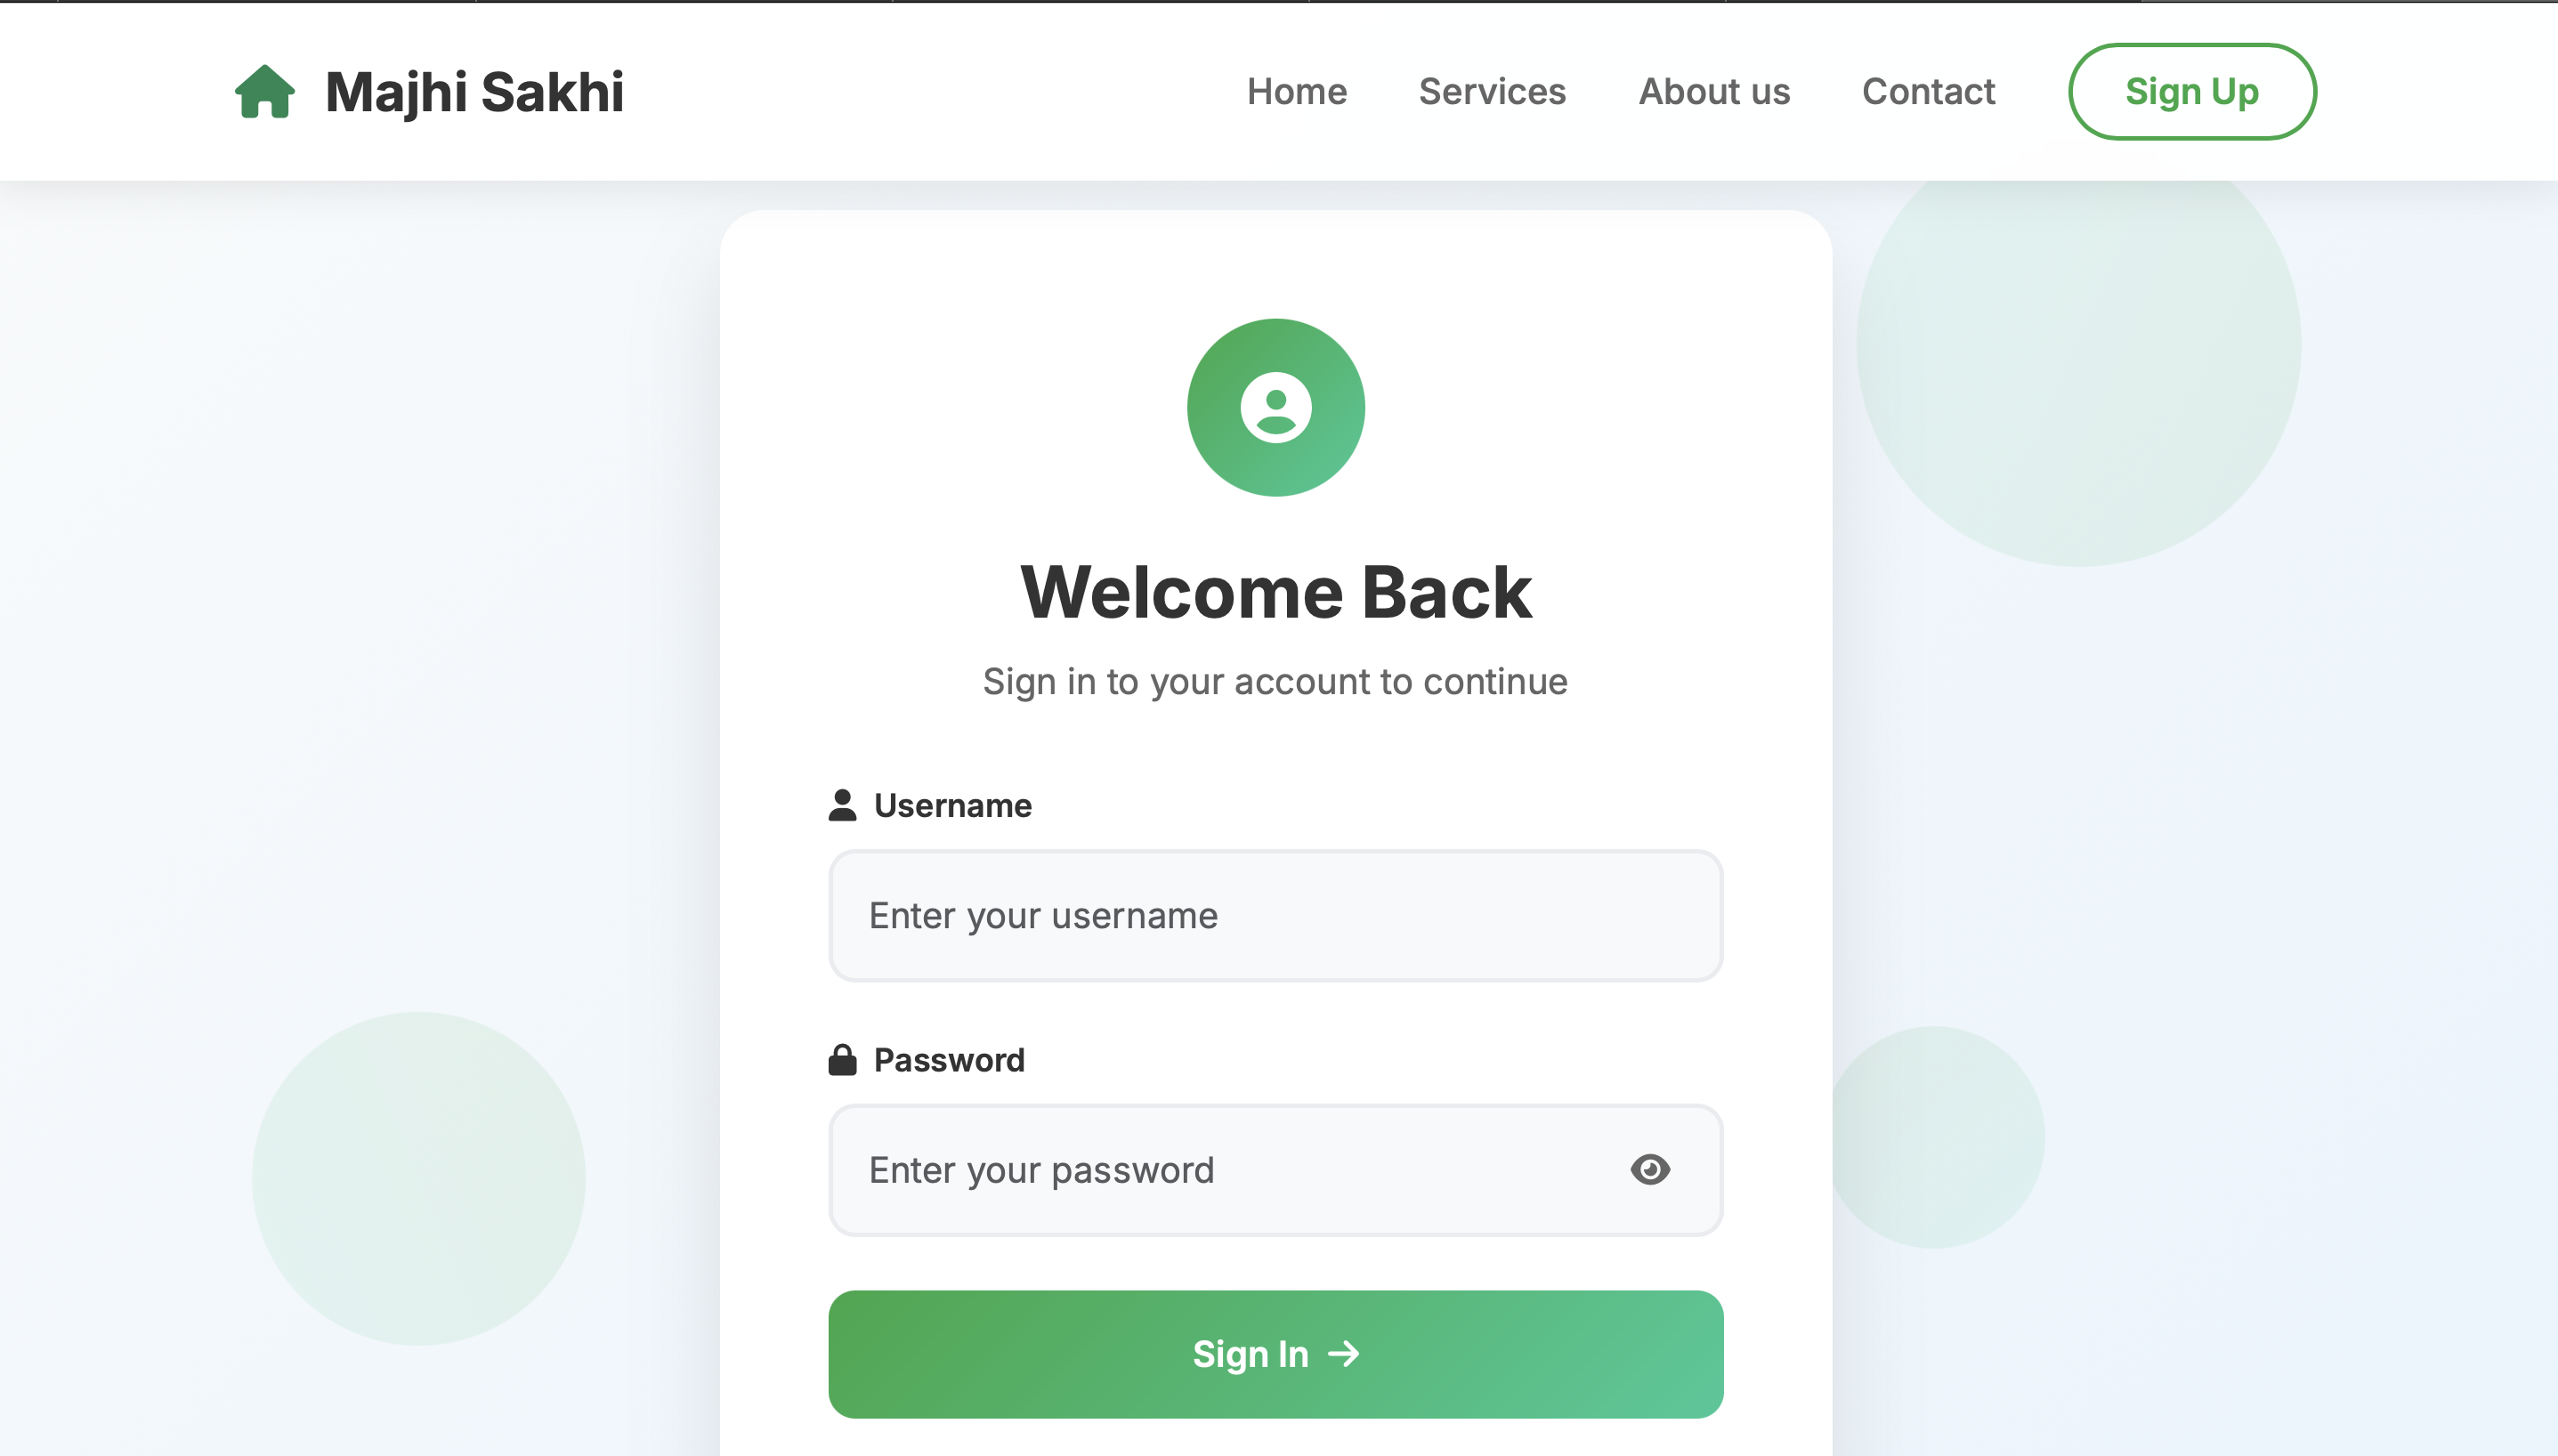 Majhi Sakhi
Home Services About us Contact Sign Up
Welcome Back
Sign in to your account to continue
Username
Enter your username
Password
Enter your password
Sign In →